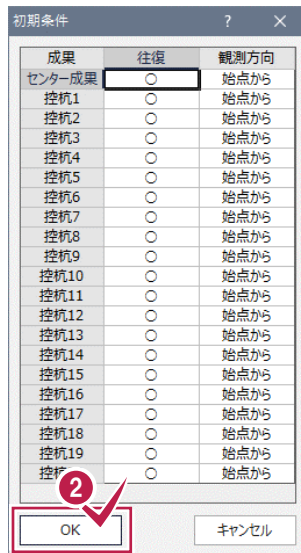 初期条件 ? ×
成果 往復 観測方向
センター成果 ○ 始点から
控杭1 ○ 始点から
控杭2 ○ 始点から
控杭3 ○ 始点から
控杭4 ○ 始点から
控杭5 ○ 始点から
控杭6 ○ 始点から
控杭7 ○ 始点から
控杭8 ○ 始点から
控杭9 ○ 始点から
控杭10 ○ 始点から
控杭11 ○ 始点から
控杭12 ○ 始点から
控杭13 ○ 始点から
控杭14 ○ 始点から
控杭15 ○ 始点から
控杭16 ○ 始点から
控杭17 ○ 始点から
控杭18 ○ 始点から
控杭19 ○ 始点から
控 ○ 始点から
2
OK キャンセル